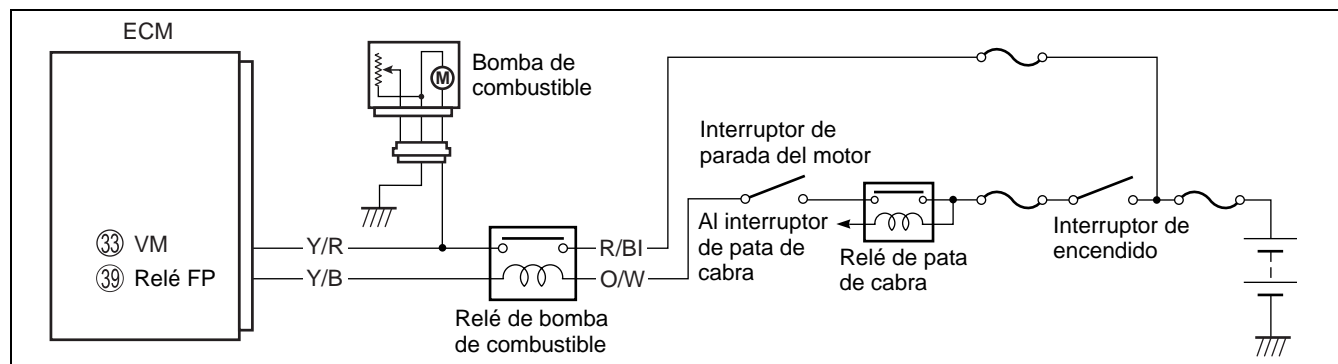 ECM
Bomba de
combustible
M
Interruptor de
parada del motor
Al interruptor
de pata de
cabra
Relé de pata
de cabra
Interruptor de
encendido
33 VM
39 Relé FP
Y/R
Y/B
R/Bl
O/W
Relé de bomba
de combustible